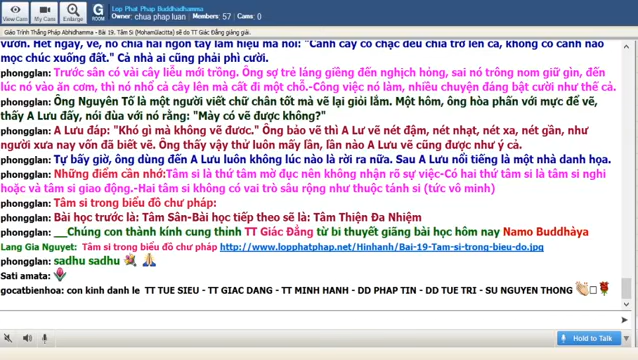 Lop Phat Phap Buddhadhamma
Owner: chua phap luan / Members: 57 / Cams: 0
View Cam
My Cam
Enlarge
G ROOM
Giáo Trình Thắng Pháp Abhidhamma - Bài 19. Tâm Si (MohamGlacitta) sẽ do TT Giác Đẳng giảng giải.
vườn. Hết ngay, về, nó chìa hai ngón tay làm hiệu mà nói: "Cành cây có chạc đều chĩa trở lên cả, không có cành nào
mọc chúc xuống đất." Cả nhà ai cũng phải phì cười.
phongglan: Trước sân có vài cây liễu mới trồng. Ông sợ trẻ láng giềng đến nghịch hỏng, sai nó trông nom giữ gìn, đến
lúc nó vào ăn cơm, thì nó nhổ cả cây lên mà cất đi một chỗ.-Công việc nó làm, nhiều chuyện đáng bật cười như thế cả.
phongglan: Ông Nguyên Tố là một người viết chữ chân tốt mà vẽ lại giỏi lắm. Một hôm, ông hòa phấn với mực để vẽ,
thấy A Lưu đấy, nói đùa với nó rằng: "Mày có vẽ được không?"
phongglan: A Lưu đáp: "Khó gì mà không vẽ được." Ông bảo vẽ thì A Lư vẽ nét đậm, nét nhạt, nét xa, nét gần, như
người xưa nay vốn đã biết vẽ. Ông thấy vậy thử luôn mấy lần, lần nào A Lưu vẽ cũng được như ý cả.
phongglan: Tự bấy giờ, ông dùng đến A Lưu luôn không lúc nào là rời ra nữa. Sau A Lưu nổi tiếng là một nhà danh họa.
phongglan: Những điểm cần nhớ:Tâm si là thứ tâm mờ đục nên không nhận rõ sự việc-Có hai thứ tâm si là tâm si nghi
hoặc và tâm si giao động.-Hai tâm si không có vai trò sâu rộng như thuộc tánh si (tức vô minh)
phongglan: Tâm si trong biểu đồ chư pháp:
phongglan: Bài học trước là: Tâm Sân-Bài học tiếp theo sẽ là: Tâm Thiện Đa Nhiệm
phongglan: __Chúng con thành kính cung thỉnh TT Giác Đẳng từ bi thuyết giảng bài học hôm nay Namo Buddhàya
Lang Gia Nguyet: Tâm si trong biểu đồ chư pháp http://www.lopphatphap.net/Hinhanh/Bai-19-Tam-si-trong-bieu-do.jpg
phongglan: sadhu sadhu
Sati amata:
gocatbienhoa: con kinh danh le TT TUE SIEU - TT GIAC DANG - TT MINH HANH - DD PHAP TIN - DD TUE TRI - SU NGUYEN THONG
Hold to Talk